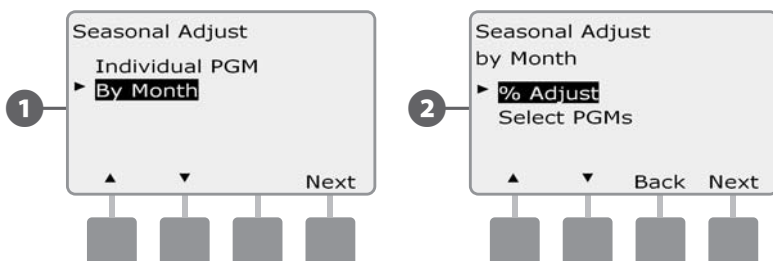 1
Seasonal Adjust
Individual PGM
► By Month
▲ ▼ Next
2
Seasonal Adjust
by Month
► % Adjust
Select PGMs
▲ ▼ Back Next